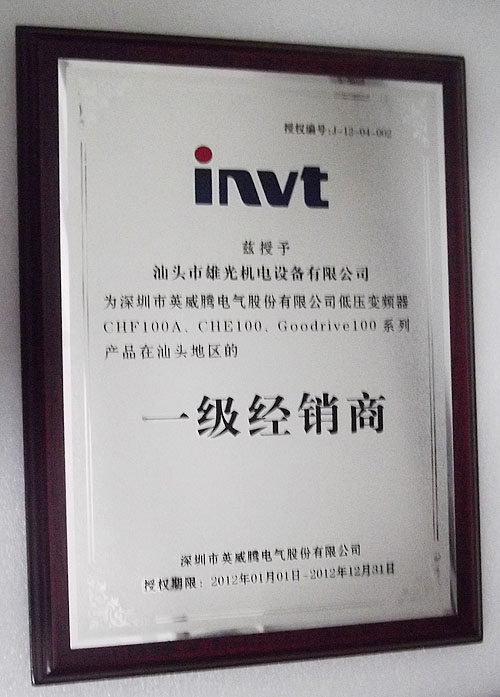 授权编号:J-12-04-002
invt
兹授予
汕头市雄光机电设备有限公司
为深圳市英威腾电气股份有限公司低压变频器
CHF100A、CHE100、Goodrive100系列
产品在汕头地区的
一级经销商
深圳市英威腾电气股份有限公司
授权期限：2012年01月01日-2012年12月31日